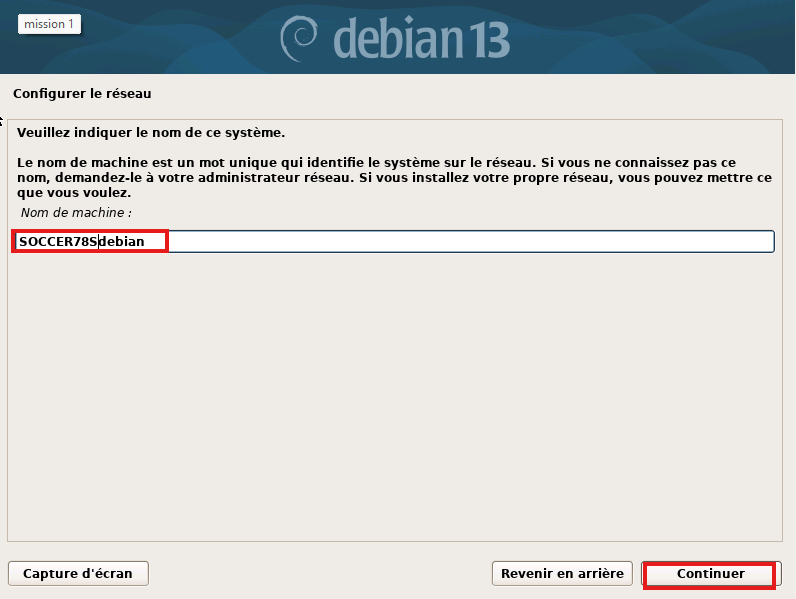 mission 1
debian 13
Configurer le réseau
Veuillez indiquer le nom de ce système.
Le nom de machine est un mot unique qui identifie le système sur le réseau. Si vous ne connaissez pas ce
nom, demandez-le à votre administrateur réseau. Si vous installez votre propre réseau, vous pouvez mettre ce
que vous voulez.
Nom de machine :
SOCCER78Sdebian
Capture d'écran
Revenir en arrière
Continuer